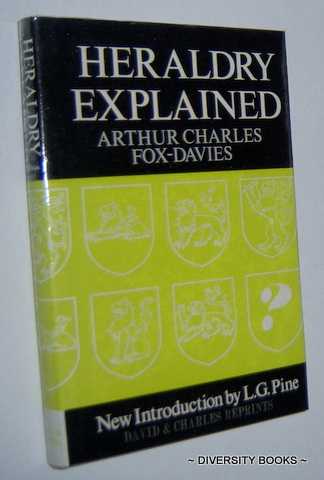 HERALDRY
EXPLAINED
ARTHUR CHARLES
FOX-DAVIES
?
New Introduction by L.G. Pine
DAVID & CHARLES REPRINTS
HERALDRY
~ DIVERSITY BOOKS ~